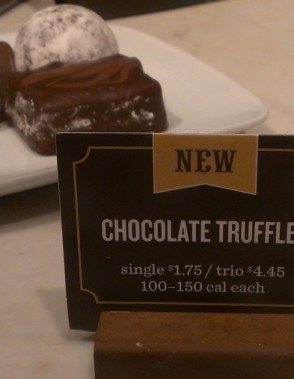 NEW
CHOCOLATE TRUFFLE
single $1.75 / trio $4.45
100-150 cal each